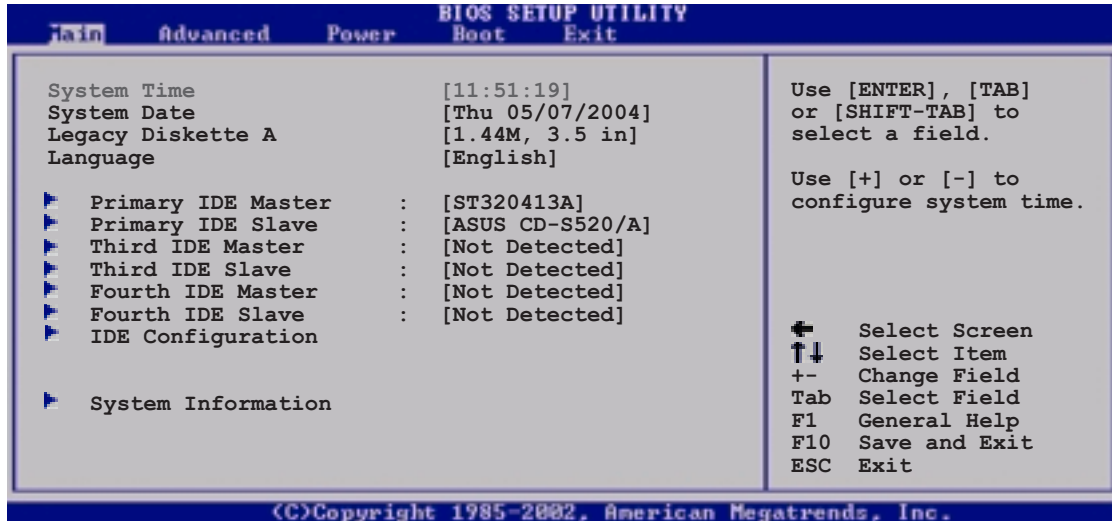 BIOS SETUP UTILITY
Main Advanced Power Boot Exit
System Time [11:51:19]
System Date [Thu 05/07/2004]
Legacy Diskette A [1.44M, 3.5 in]
Language [English]
Primary IDE Master : [ST320413A]
Primary IDE Slave : [ASUS CD-S520/A]
Third IDE Master : [Not Detected]
Third IDE Slave : [Not Detected]
Fourth IDE Master : [Not Detected]
Fourth IDE Slave : [Not Detected]
IDE Configuration
System Information
Use [ENTER], [TAB]
or [SHIFT-TAB] to
select a field.
Use [+] or [-] to
configure system time.
Select Screen
Select Item
+- Change Field
Tab Select Field
F1 General Help
F10 Save and Exit
ESC Exit
(C)Copyright 1985-2002, American Megatrends, Inc.